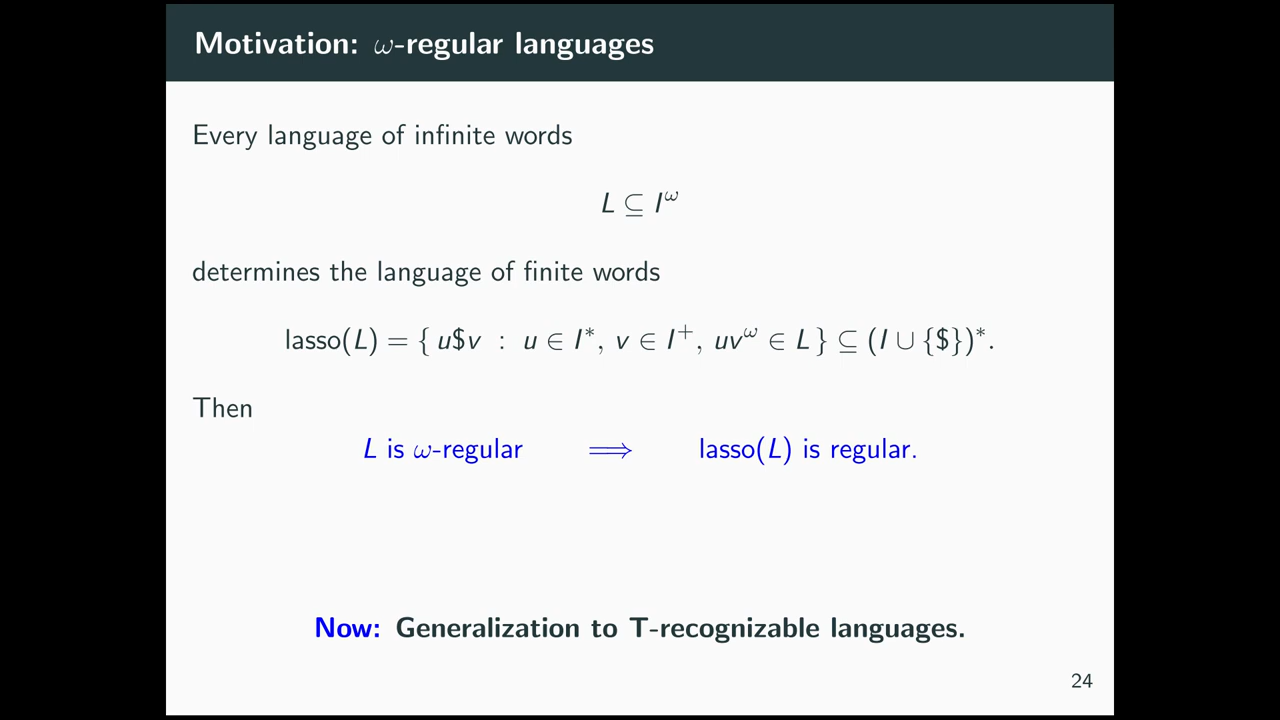 Motivation: ω-regular languages
Every language of infinite words
L ⊆ I^ω
determines the language of finite words
lasso(L) = { u$v : u ∈ I*, v ∈ I⁺, uv^ω ∈ L } ⊆ (I ∪ {$})*.
Then
L is ω-regular ⟹ lasso(L) is regular.
Now: Generalization to T-recognizable languages.
24